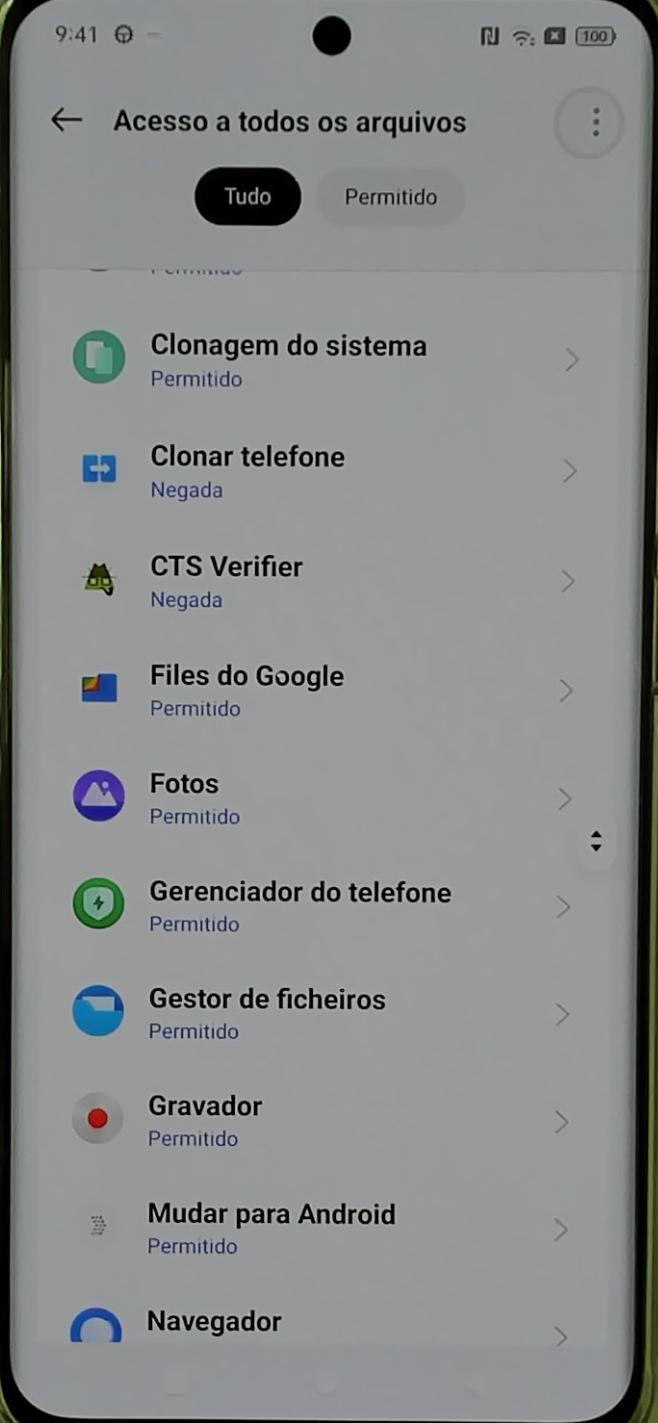 9:41
100
Acesso a todos os arquivos
Tudo
Permitido
Permitido
Clonagem do sistema
Permitido
Clonar telefone
Negada
CTS Verifier
Negada
Files do Google
Permitido
Fotos
Permitido
Gerenciador do telefone
Permitido
Gestor de ficheiros
Permitido
Gravador
Permitido
Mudar para Android
Permitido
Navegador